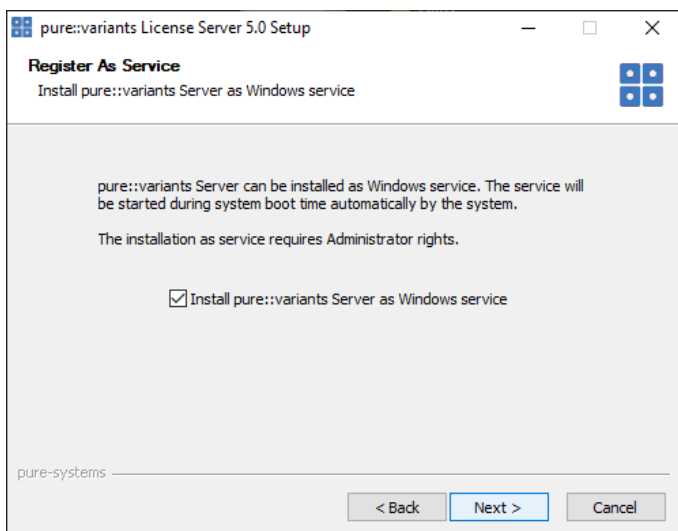 pure::variants License Server 5.0 Setup
Register As Service
Install pure::variants Server as Windows service
pure::variants Server can be installed as Windows service. The service will
be started during system boot time automatically by the system.
The installation as service requires Administrator rights.
Install pure::variants Server as Windows service
pure-systems
< Back
Next >
Cancel